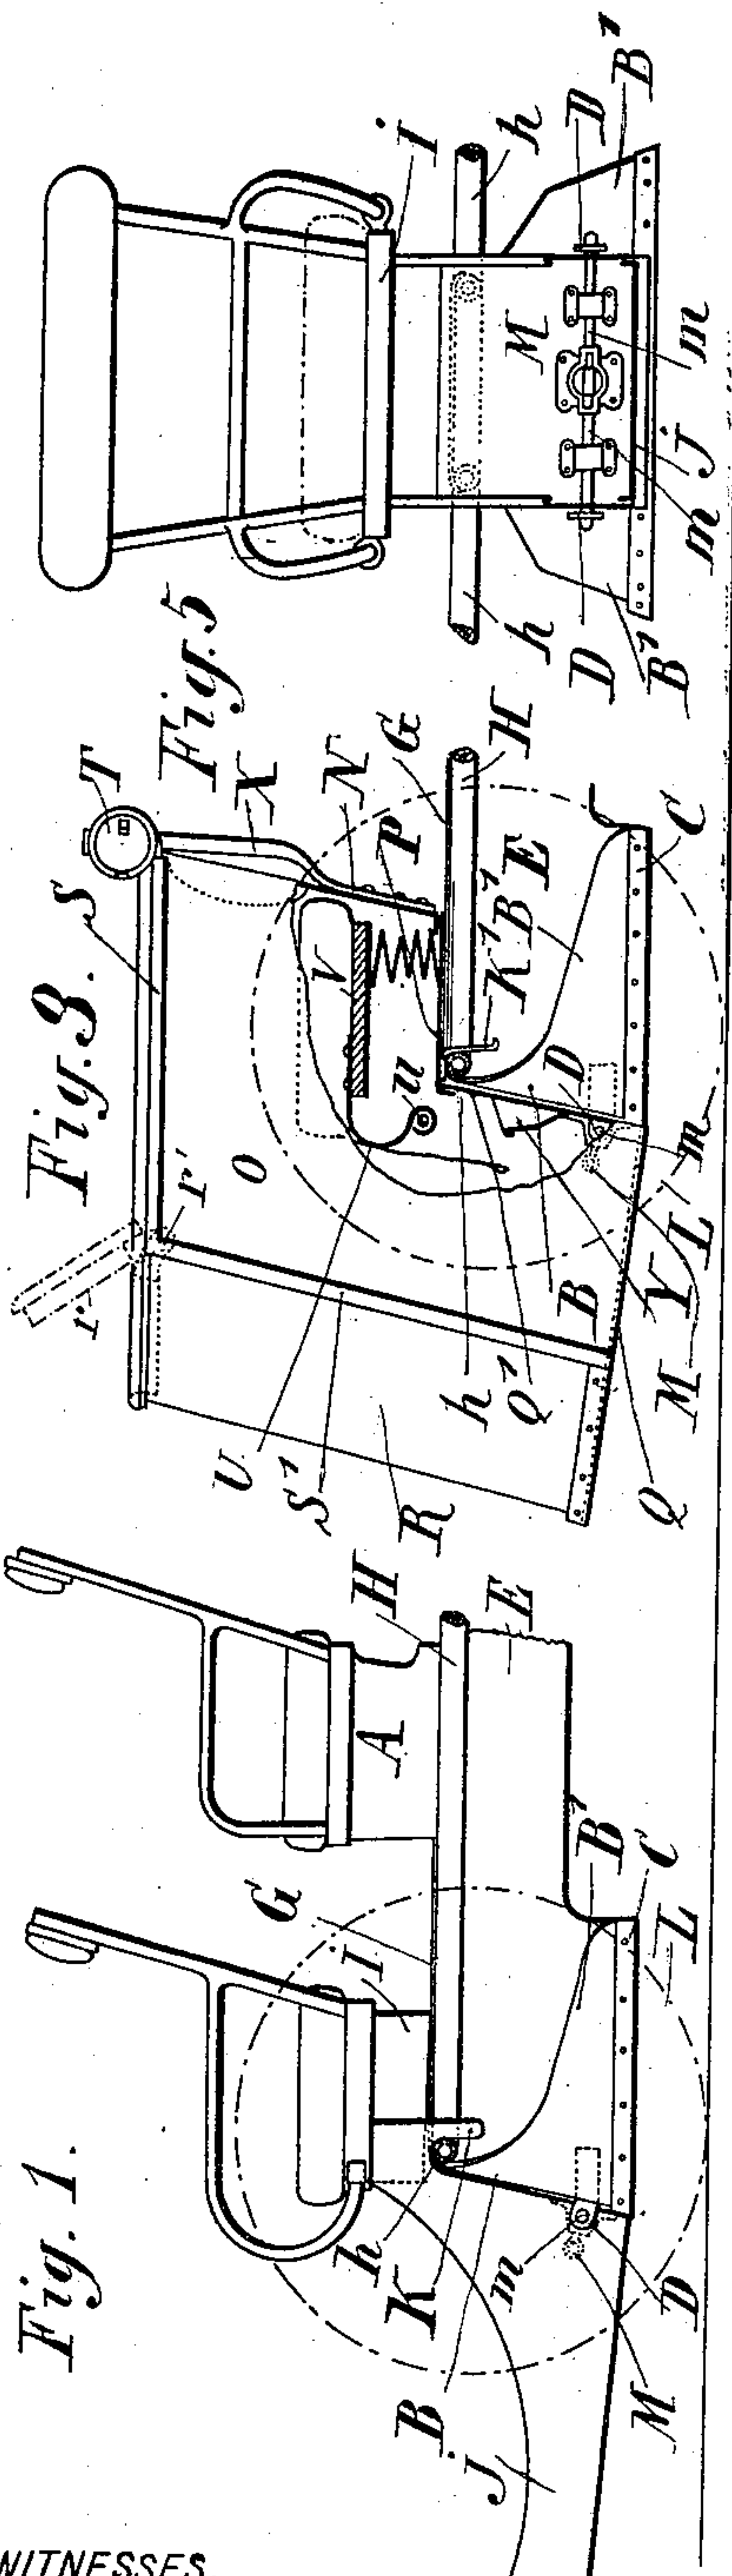 Fig. 1.
G
I
A
H
E
h
K
B
j
m
M
D
B'
C
L
Fig. 3.
S
T
X
N
G
P
H
r
r'
O
V
u
K'
B'
E
D
C
U
S'
R
h
Q'
B
Y
L
m
M
Q
Fig. 5
i
h
h
M
D
D
B'
B'
m
m
j
WITNESSES